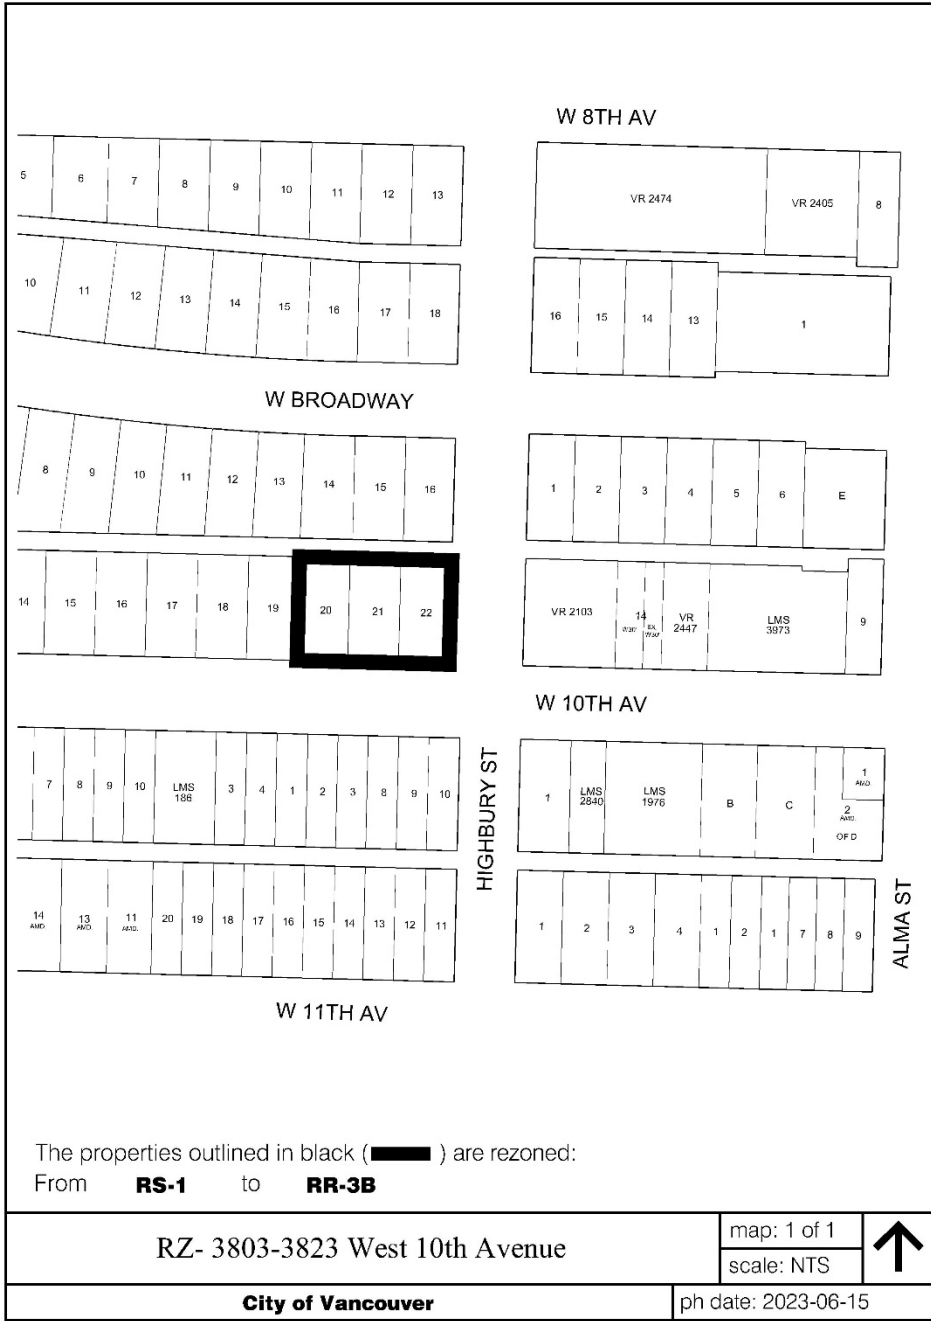 W 8TH AV
5 6 7 8 9 10 11 12 13
VR 2474 VR 2405 8
10 11 12 13 14 15 16 17 18
16 15 14 13 1
W BROADWAY
8 9 10 11 12 13 14 15 16
1 2 3 4 5 6 E
14 15 16 17 18 19 20 21 22
VR 2103 14 W30' EX. W30' VR 2447 LMS 3973 9
W 10TH AV
7 8 9 10 LMS 186 3 4 1 2 3 8 9 10
HIGHBURY ST
1 LMS 2840 LMS 1976 B C 1 AMD. 2 AMD. OF D
14 AMD. 13 AMD. 11 AMD. 20 19 18 17 16 15 14 13 12 11
1 2 3 4 1 2 1 7 8 9
ALMA ST
W 11TH AV
The properties outlined in black ( ) are rezoned:
From RS-1 to RR-3B
RZ- 3803-3823 West 10th Avenue
map: 1 of 1
scale: NTS
City of Vancouver
ph date: 2023-06-15